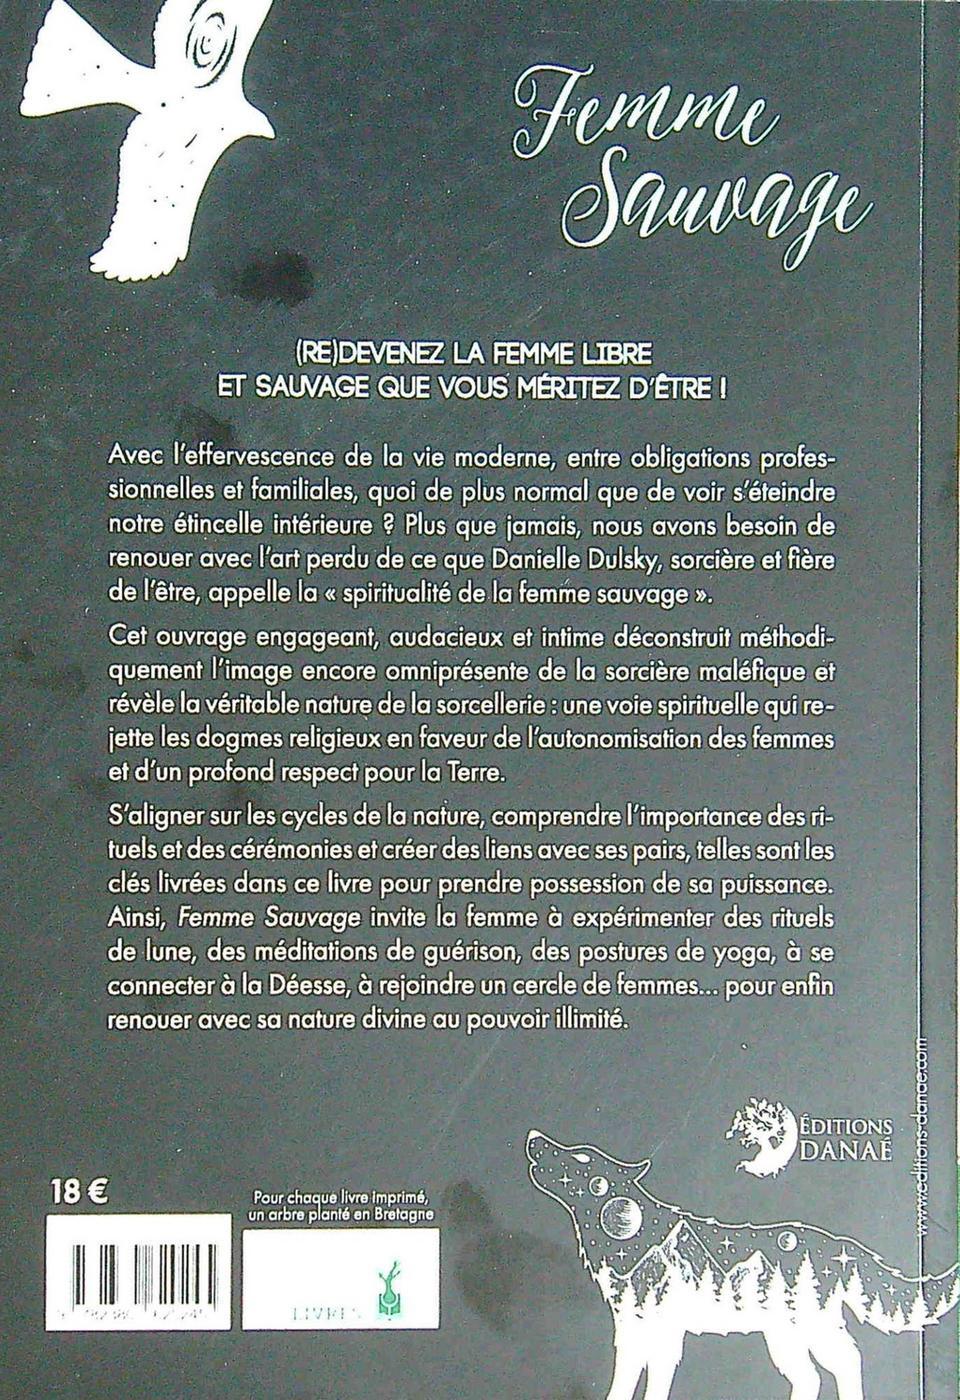 Femme
Sauvage
(RE)DEVENEZ LA FEMME LIBRE
ET SAUVAGE QUE VOUS MÉRITEZ D'ÊTRE !
Avec l'effervescence de la vie moderne, entre obligations profes-
sionnelles et familiales, quoi de plus normal que de voir s'éteindre
notre étincelle intérieure ? Plus que jamais, nous avons besoin de
renouer avec l'art perdu de ce que Danielle Dulsky, sorcière et fière
de l'être, appelle la « spiritualité de la femme sauvage ».
Cet ouvrage engageant, audacieux et intime déconstruit méthodi-
quement l'image encore omniprésente de la sorcière maléfique et
révèle la véritable nature de la sorcellerie : une voie spirituelle qui re-
jette les dogmes religieux en faveur de l'autonomisation des femmes
et d'un profond respect pour la Terre.
S'aligner sur les cycles de la nature, comprendre l'importance des ri-
tuels et des cérémonies et créer des liens avec ses pairs, telles sont les
clés livrées dans ce livre pour prendre possession de sa puissance.
Ainsi, Femme Sauvage invite la femme à expérimenter des rituels
de lune, des méditations de guérison, des postures de yoga, à se
connecter à la Déesse, à rejoindre un cercle de femmes... pour enfin
renouer avec sa nature divine au pouvoir illimité.
www.editions-danae.com
ÉDITIONS
DANAÉ
18 €
Pour chaque livre imprimé,
un arbre planté en Bretagne
LIVRES